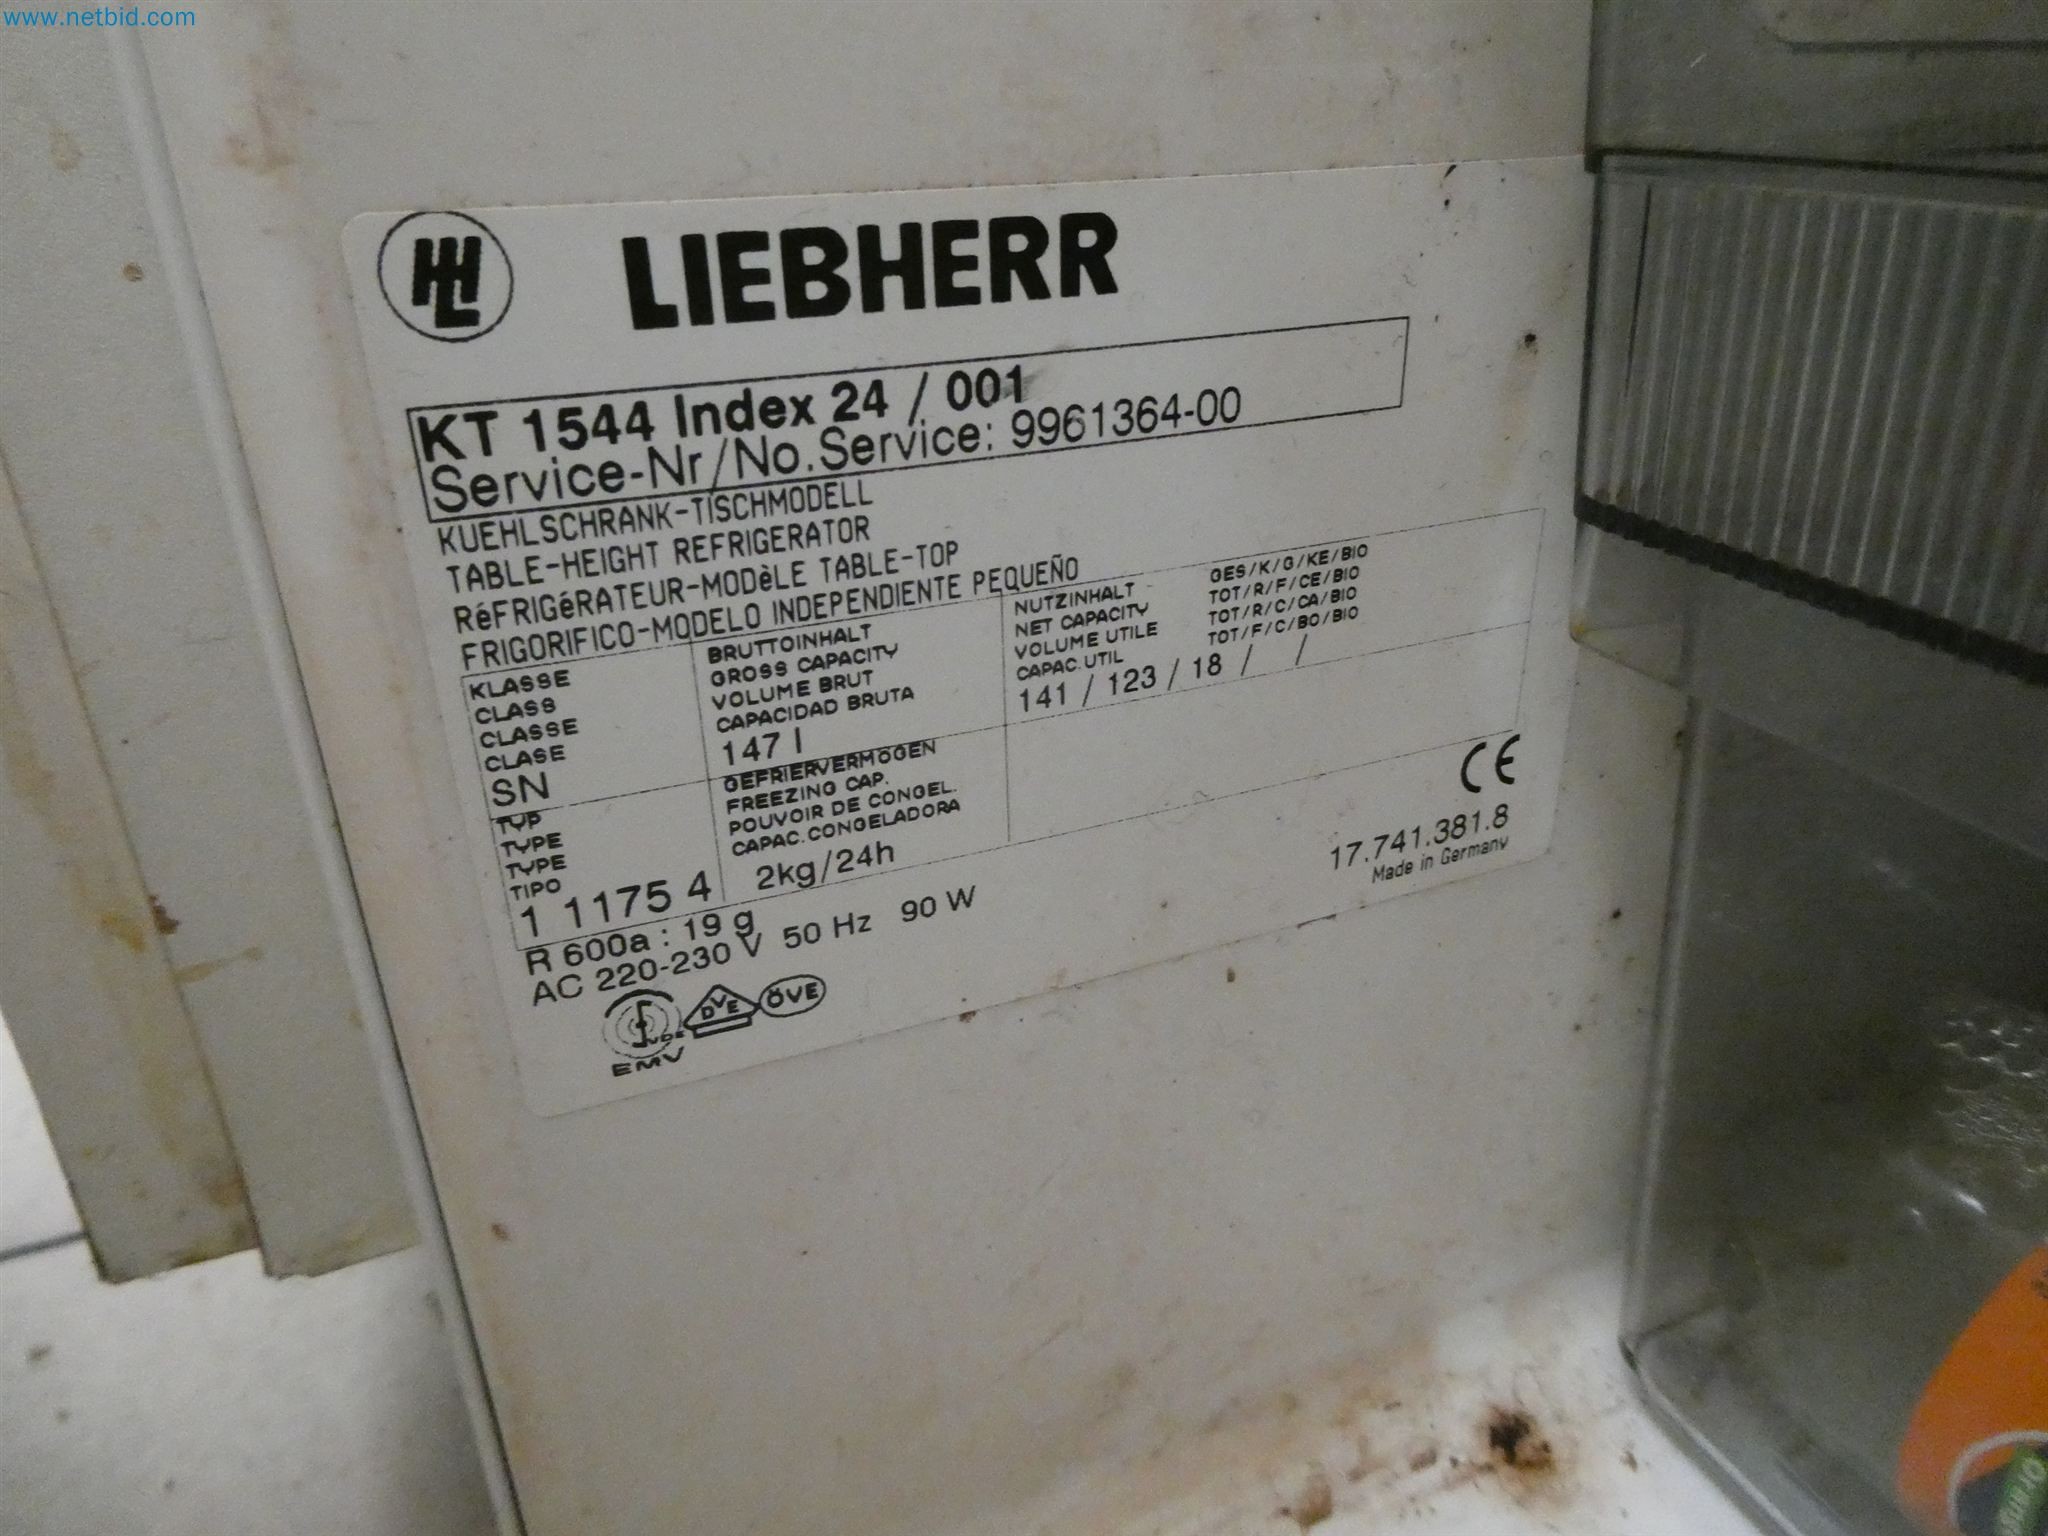 www.netbid.com
HLL
LIEBHERR
KT 1544 Index 24 / 001
Service-Nr/No.Service: 9961364-00
KUEHLSCHRANK-TISCHMODELL
TABLE-HEIGHT REFRIGERATOR
RéFRIGéRATEUR-MODèLE TABLE-TOP
FRIGORIFICO-MODELO INDEPENDIENTE PEQUEÑO
KLASSE
CLASS
CLASSE
CLASE
SN
BRUTTOINHALT
GROSS CAPACITY
VOLUME BRUT
CAPACIDAD BRUTA
147 l
NUTZINHALT GES/K/G/KE/BIO
NET CAPACITY TOT/R/F/CE/BIO
VOLUME UTILE TOT/R/C/CA/BIO
CAPAC.UTIL TOT/F/C/BO/BIO
141 / 123 / 18 / /
TYP
TYPE
TYPE
TIPO
1 1175 4
GEFRIERVERMÖGEN
FREEZING CAP.
POUVOIR DE CONGEL.
CAPAC.CONGELADORA
2kg/24h
CE
17.741.381.8
Made in Germany
R 600a : 19 g
AC 220-230 V 50 Hz 90 W
VDE
EMV
DVE
ÖVE